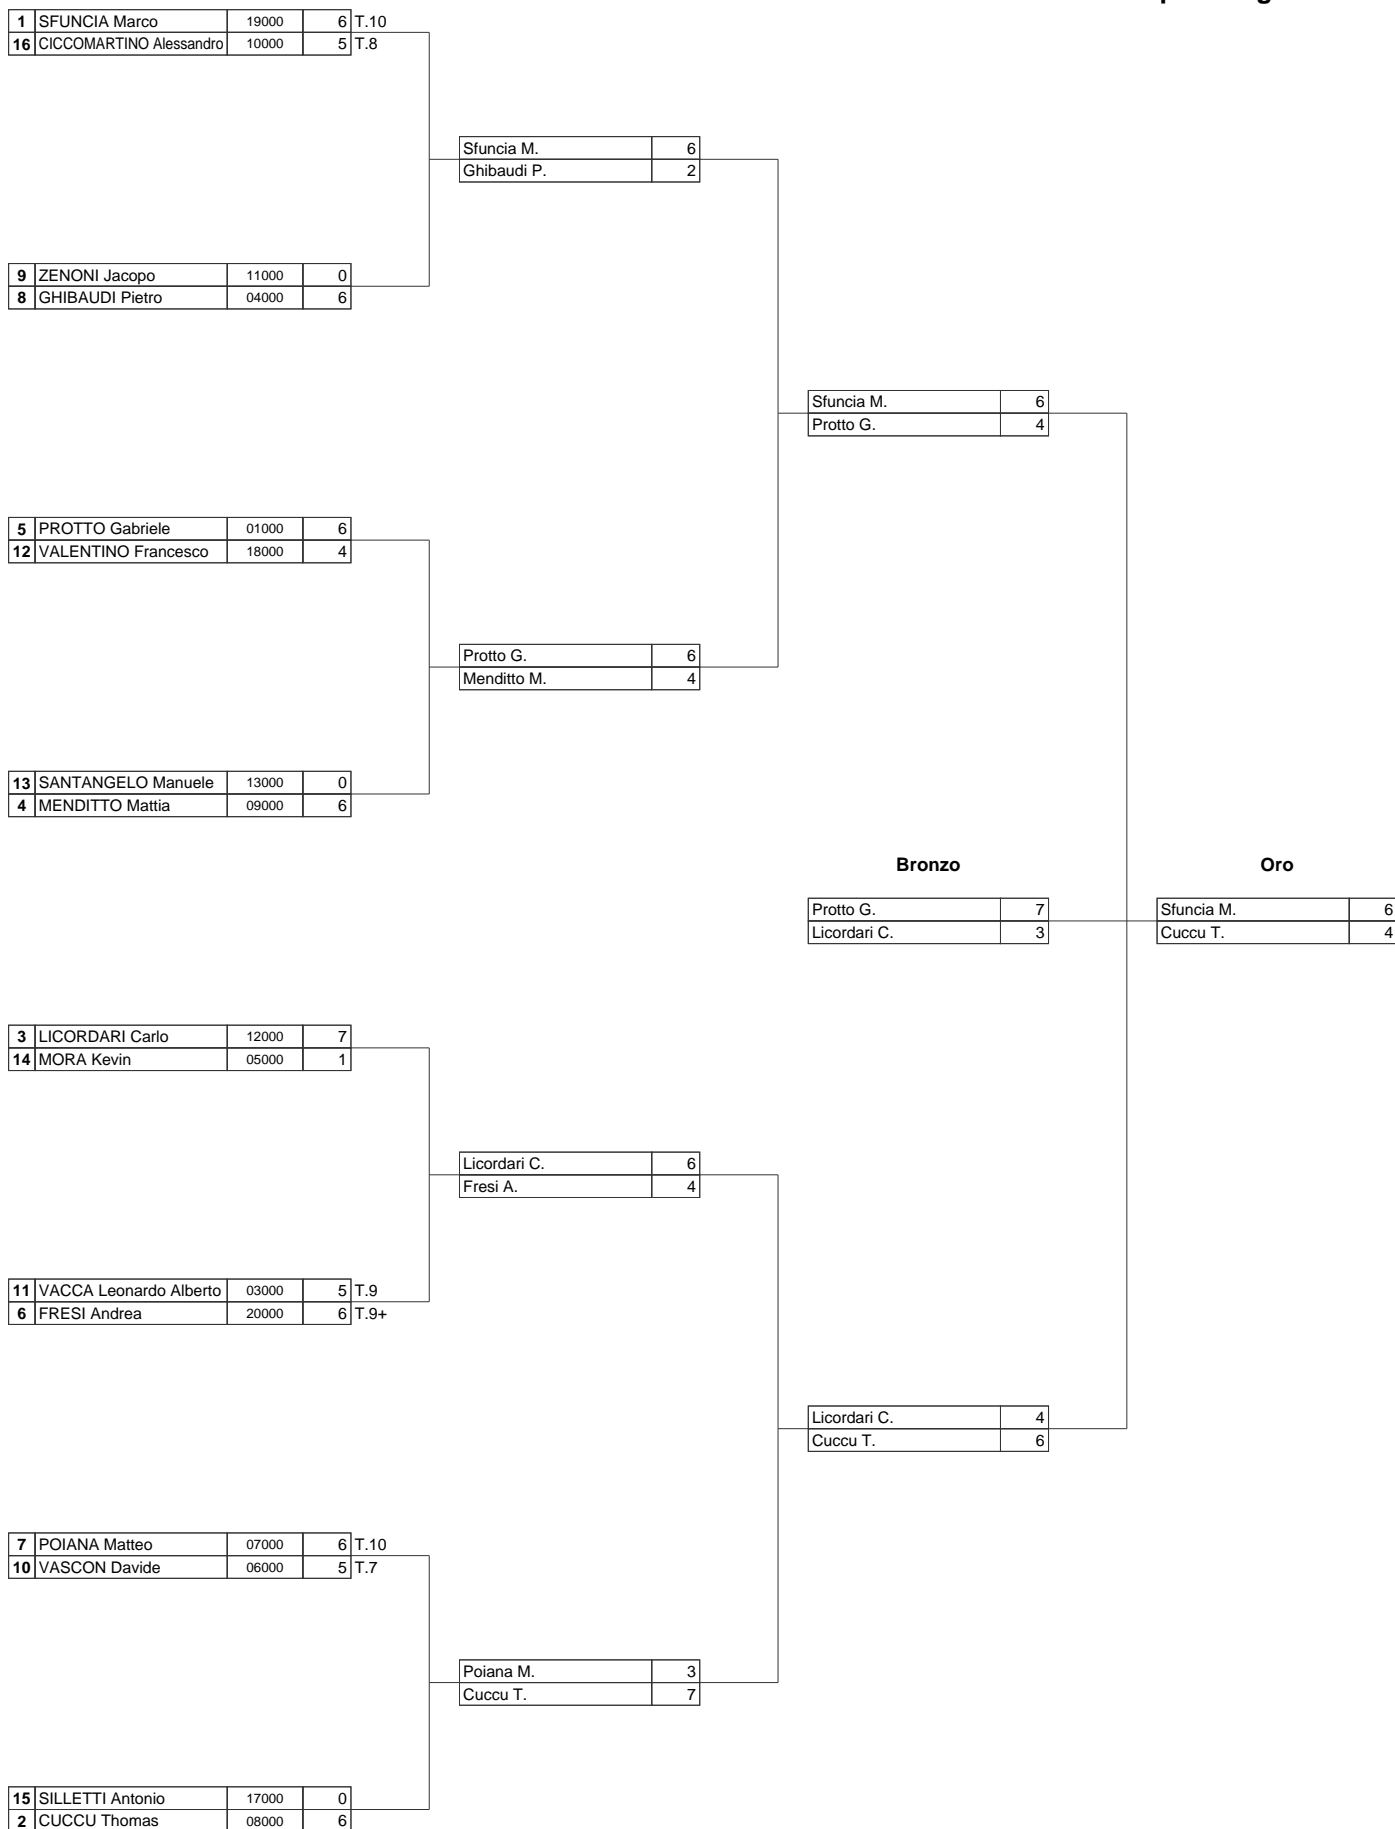 1 SFUNCIA Marco 19000 6 T.10
16 CICCOMARTINO Alessandro 10000 5 T.8
Sfuncia M. 6
Ghibaudi P. 2
9 ZENONI Jacopo 11000 0
8 GHIBAUDI Pietro 04000 6
Sfuncia M. 6
Protto G. 4
5 PROTTO Gabriele 01000 6
12 VALENTINO Francesco 18000 4
Protto G. 6
Menditto M. 4
13 SANTANGELO Manuele 13000 0
4 MENDITTO Mattia 09000 6
Bronzo Oro
Protto G. 7 Sfuncia M. 6
Licordari C. 3 Cuccu T. 4
3 LICORDARI Carlo 12000 7
14 MORA Kevin 05000 1
Licordari C. 6
Fresi A. 4
11 VACCA Leonardo Alberto 03000 5 T.9
6 FRESI Andrea 20000 6 T.9+
Licordari C. 4
Cuccu T. 6
7 POIANA Matteo 07000 6 T.10
10 VASCON Davide 06000 5 T.7
Poiana M. 3
Cuccu T. 7
15 SILLETTI Antonio 17000 0
2 CUCCU Thomas 08000 6